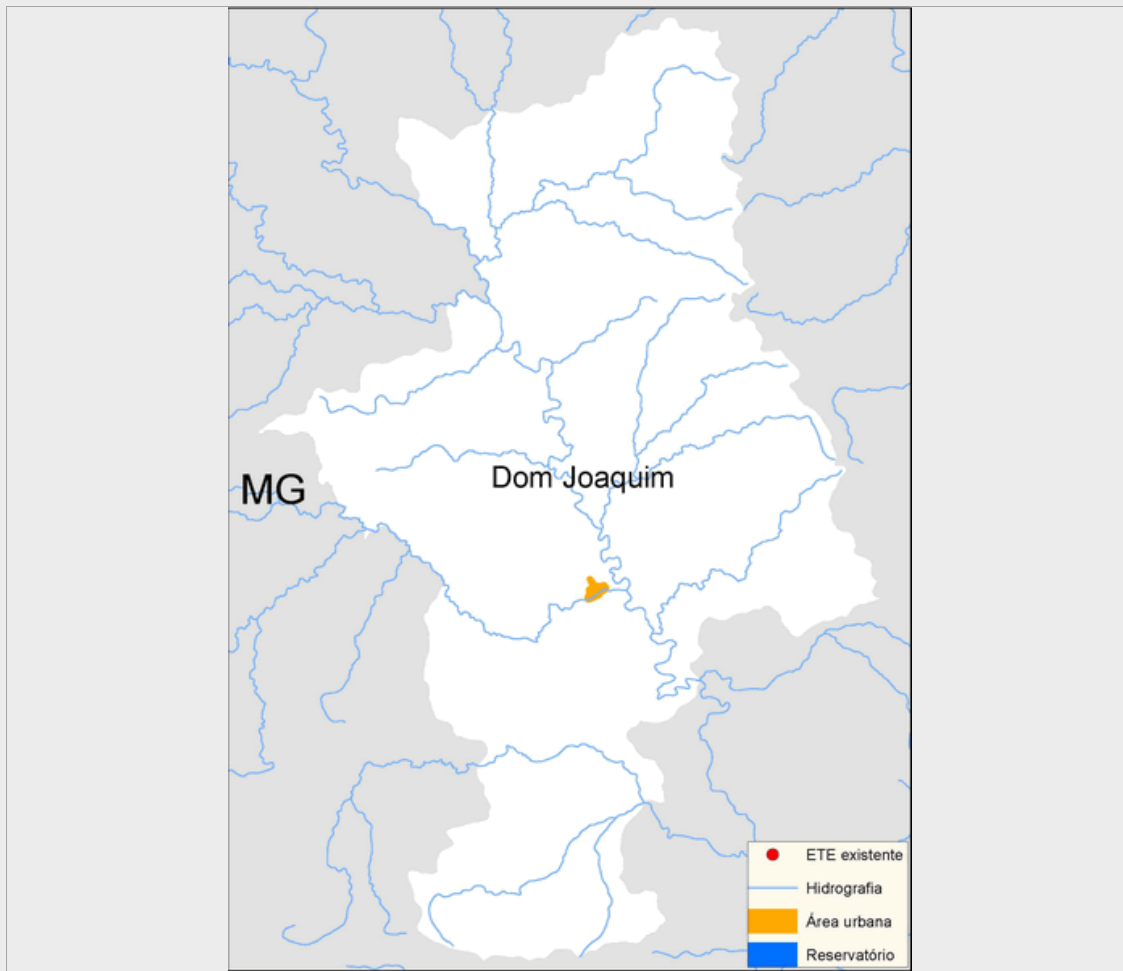 Dom Joaquim
MG
ETE existente
Hidrografia
Área urbana
Reservatório